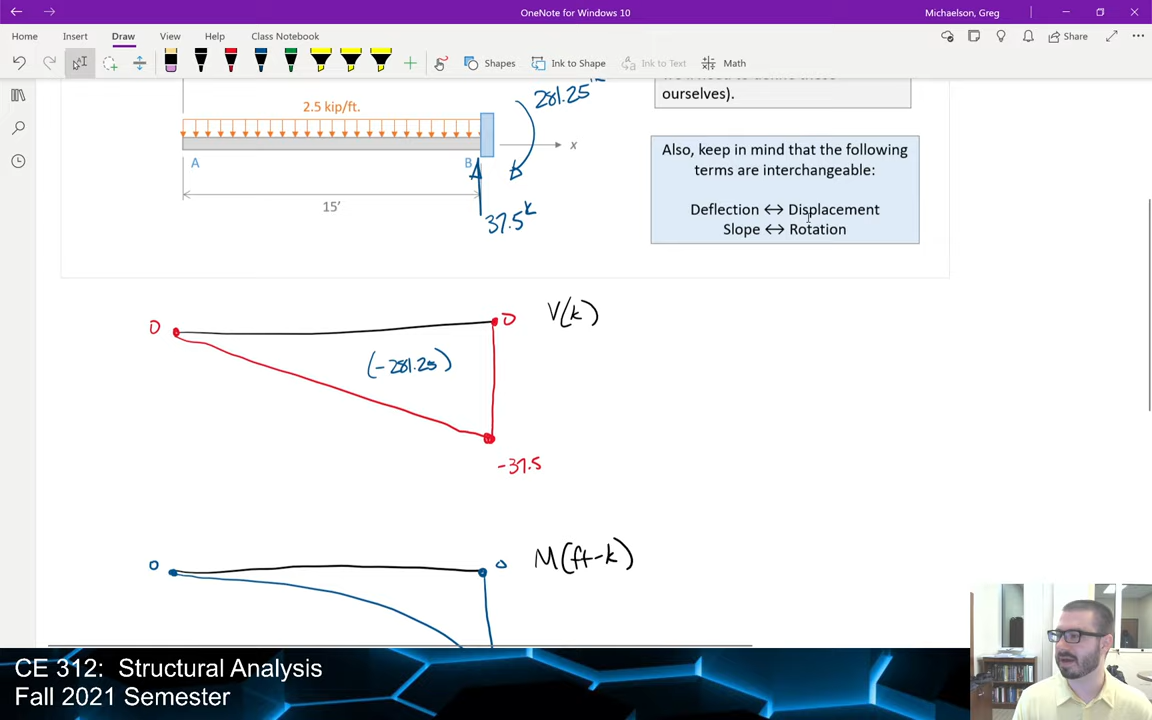 OneNote for Windows 10
Michaelson, Greg
Home
Insert
Draw
View
Help
Class Notebook
Shapes
Ink to Shape
Ink to Text
Math
Share
ourselves).
281.25
2.5 kip/ft.
x
A
B
15'
37.5k
Also, keep in mind that the following
terms are interchangeable:
Deflection ↔ Displacement
Slope ↔ Rotation
0
0
V(k)
(-281.25)
-37.5
0
0
M(ft-k)
CE 312: Structural Analysis
Fall 2021 Semester